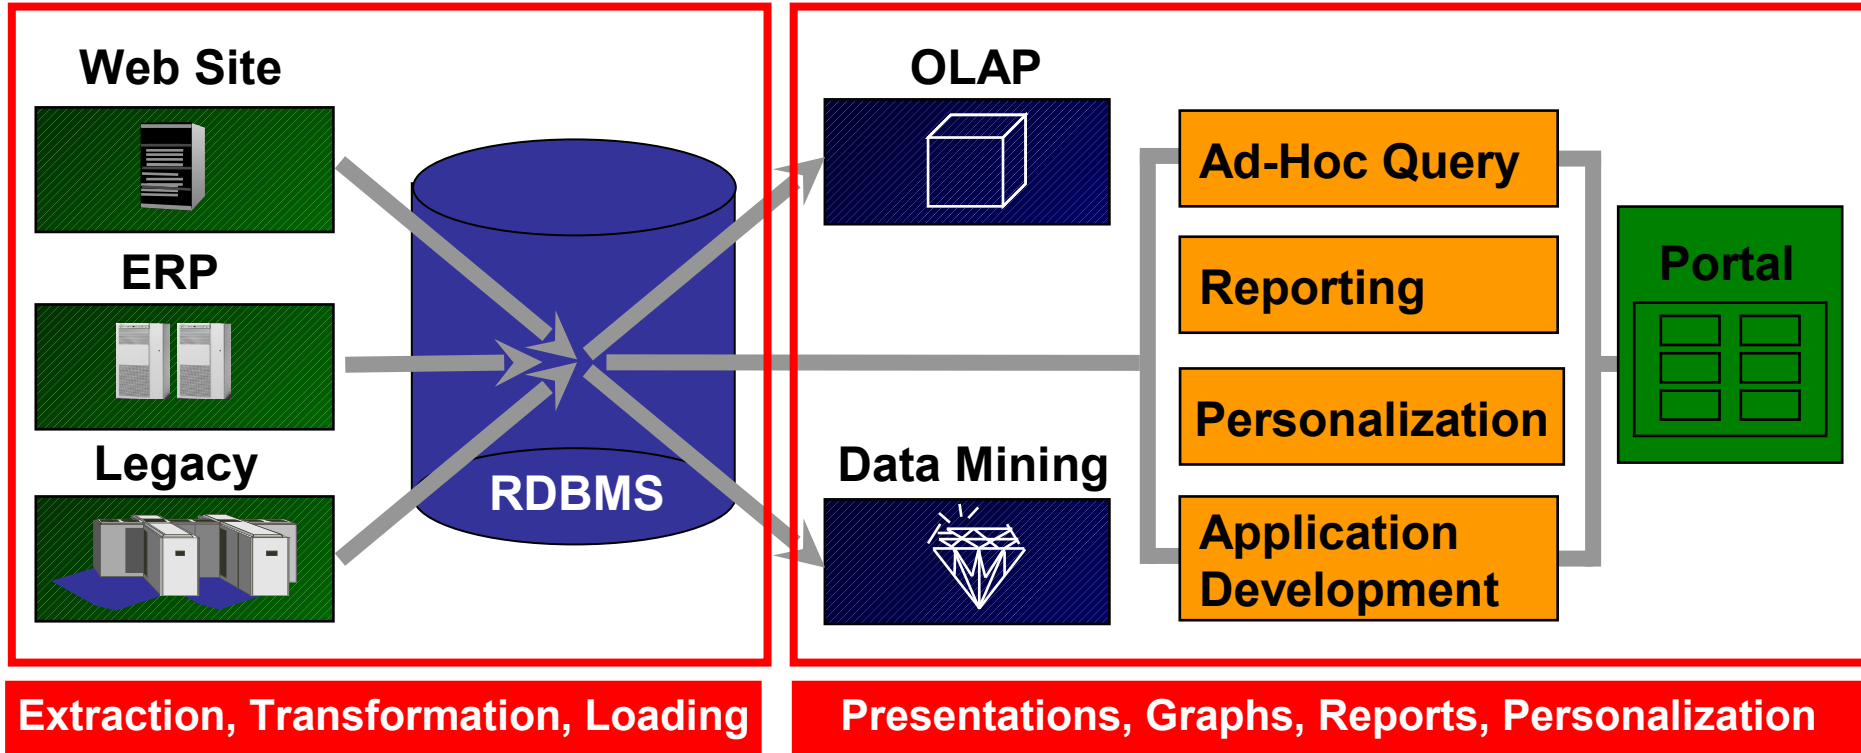 Web Site
ERP
Legacy
RDBMS
Extraction, Transformation, Loading
OLAP
Data Mining
Ad-Hoc Query
Reporting
Personalization
Application
Development
Portal
Presentations, Graphs, Reports, Personalization